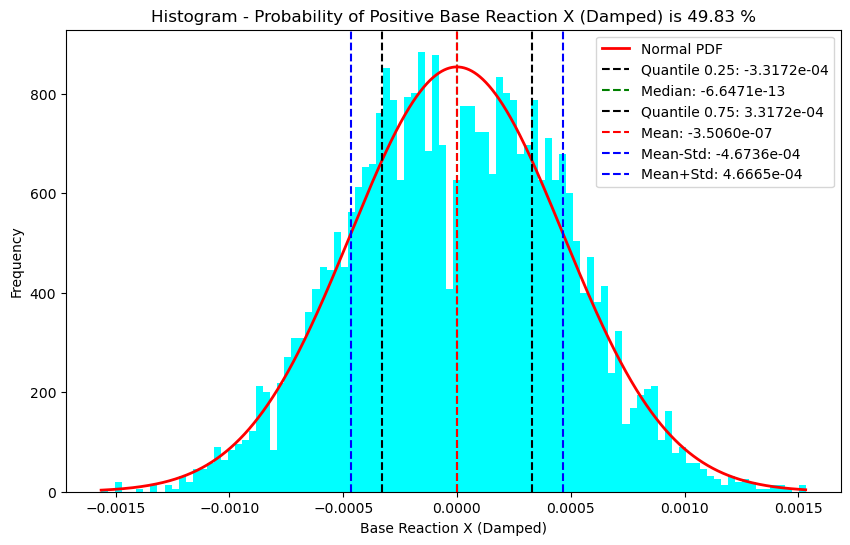 Histogram - Probability of Positive Base Reaction X (Damped) is 49.83 %
Normal PDF
Quantile 0.25: -3.3172e-04
Median: -6.6471e-13
Quantile 0.75: 3.3172e-04
Mean: -3.5060e-07
Mean-Std: -4.6736e-04
Mean+Std: 4.6665e-04
Frequency
800
600
400
200
0
−0.0015 −0.0010 −0.0005 0.0000 0.0005 0.0010 0.0015
Base Reaction X (Damped)